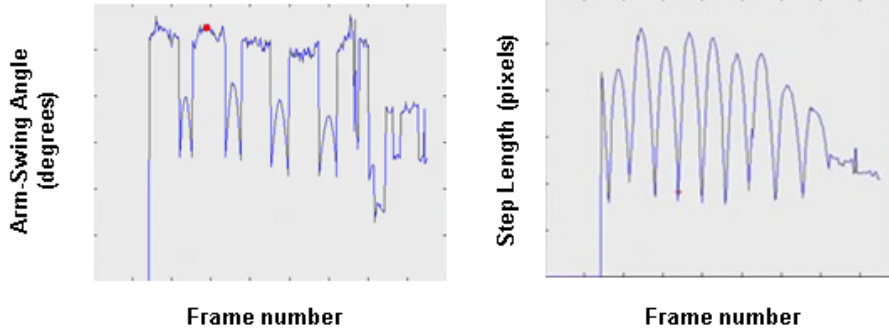 Arm-Swing Angle
(degrees)
Frame number
Step Length (pixels)
Frame number